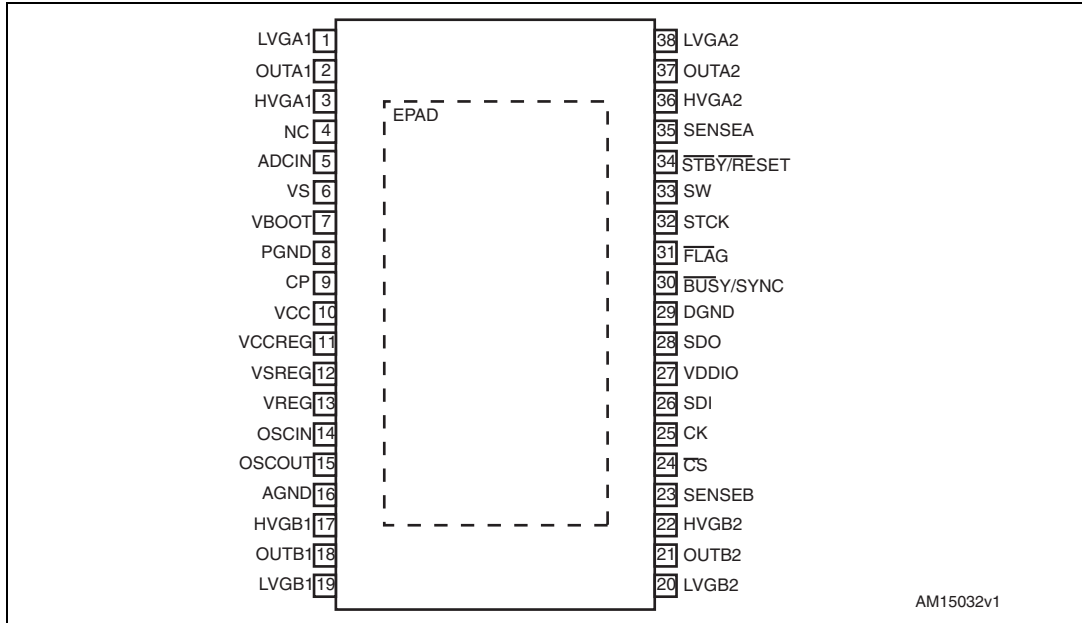 LVGA1 1
OUTA1 2
HVGA1 3
NC 4
ADCIN 5
VS 6
VBOOT 7
PGND 8
CP 9
VCC 10
VCCREG 11
VSREG 12
VREG 13
OSCIN 14
OSCOUT 15
AGND 16
HVGB1 17
OUTB1 18
LVGB1 19
EPAD
38 LVGA2
37 OUTA2
36 HVGA2
35 SENSEA
34 STBY/RESET
33 SW
32 STCK
31 FLAG
30 BUSY/SYNC
29 DGND
28 SDO
27 VDDIO
26 SDI
25 CK
24 CS
23 SENSEB
22 HVGB2
21 OUTB2
20 LVGB2
AM15032v1